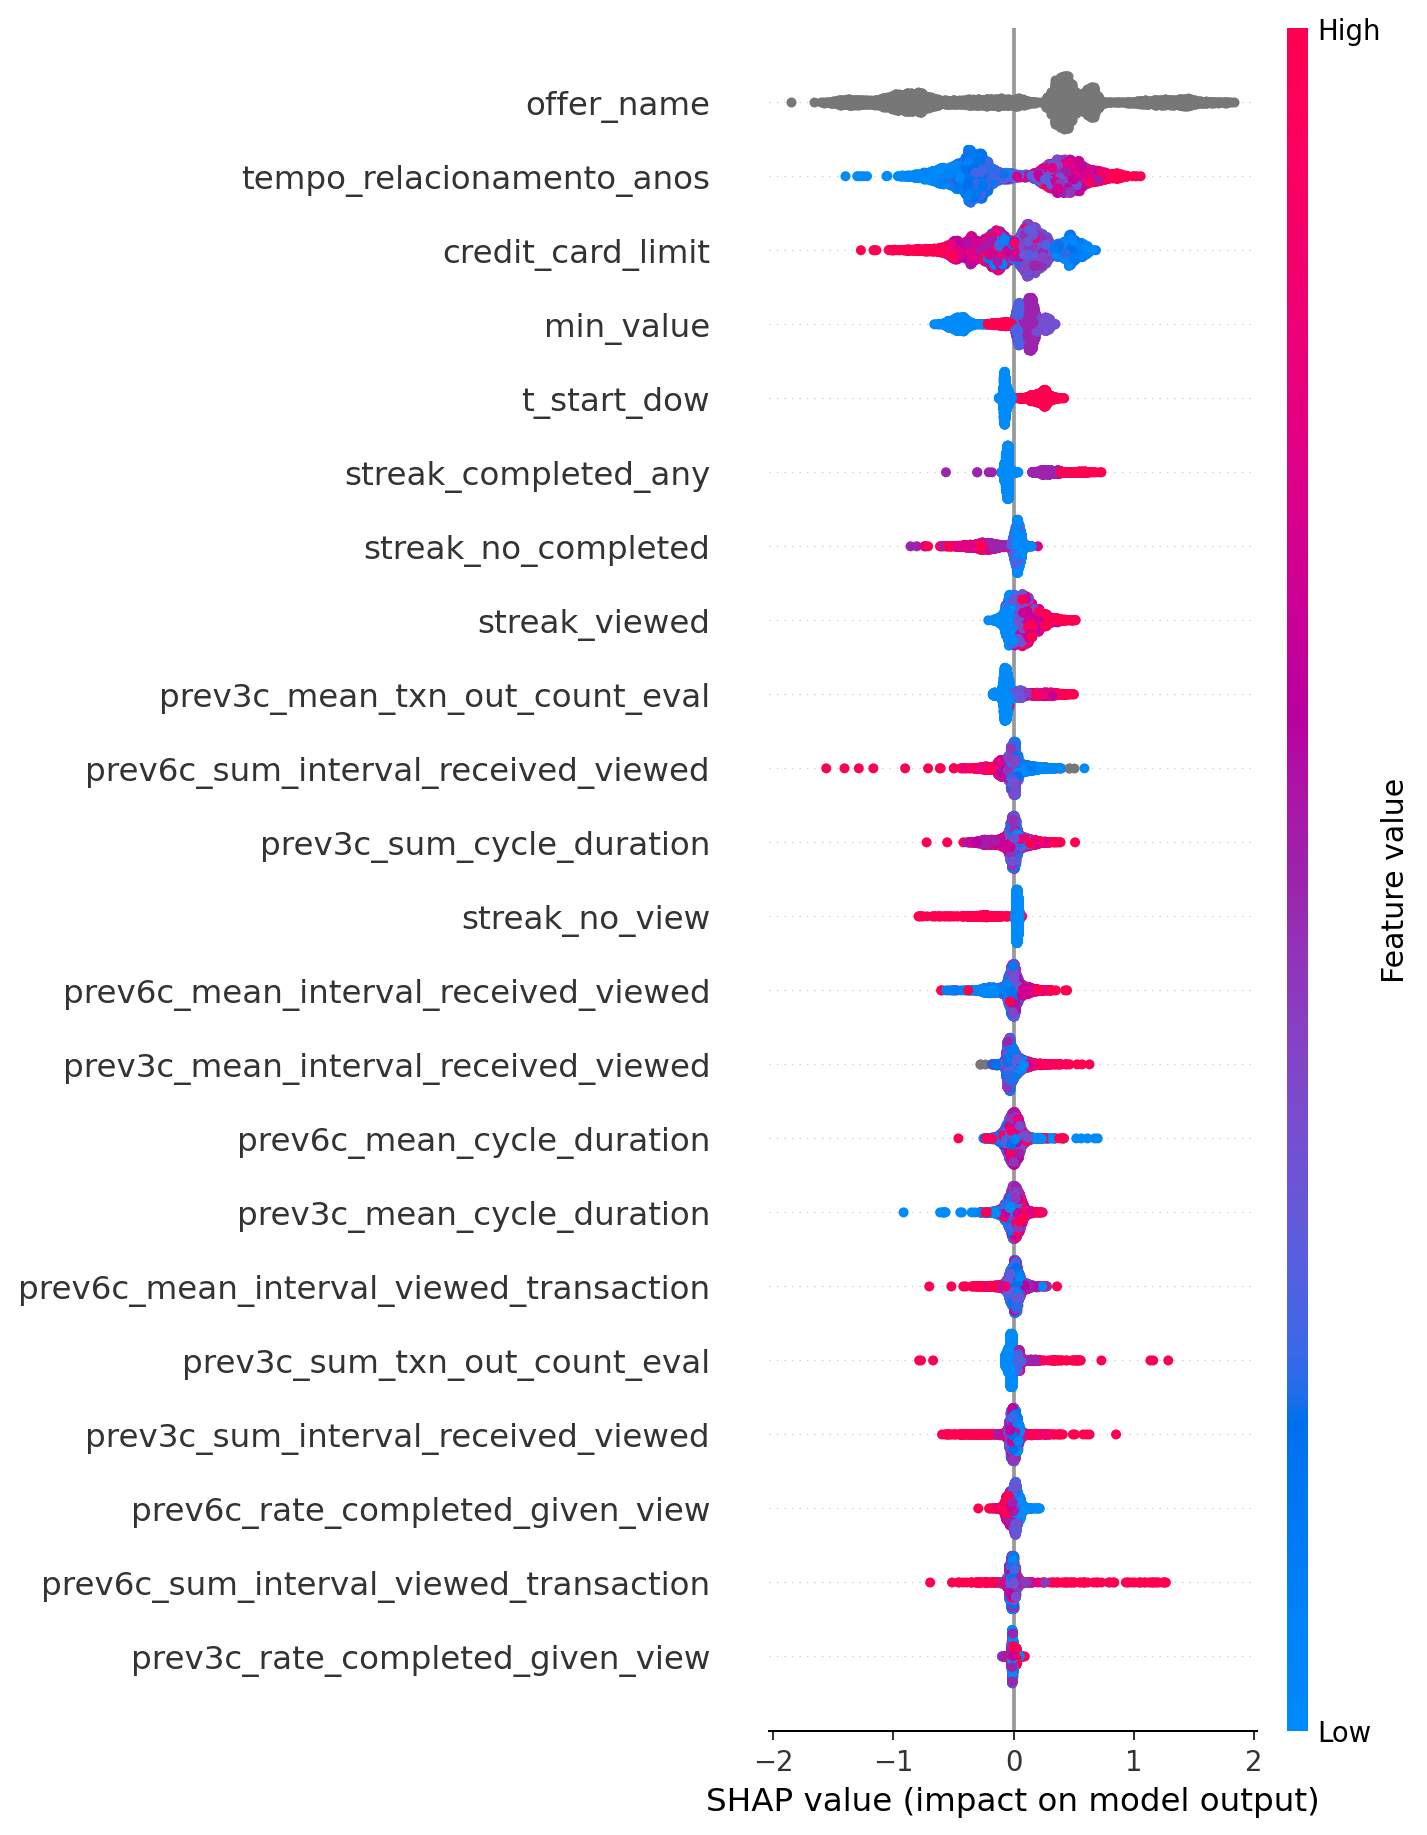 High
offer_name
tempo_relacionamento_anos
credit_card_limit
min_value
t_start_dow
streak_completed_any
streak_no_completed
streak_viewed
prev3c_mean_txn_out_count_eval
prev6c_sum_interval_received_viewed
prev3c_sum_cycle_duration
streak_no_view
prev6c_mean_interval_received_viewed
prev3c_mean_interval_received_viewed
prev6c_mean_cycle_duration
prev3c_mean_cycle_duration
prev6c_mean_interval_viewed_transaction
prev3c_sum_txn_out_count_eval
prev3c_sum_interval_received_viewed
prev6c_rate_completed_given_view
prev6c_sum_interval_viewed_transaction
prev3c_rate_completed_given_view
Feature value
Low
−2 −1 0 1 2
SHAP value (impact on model output)